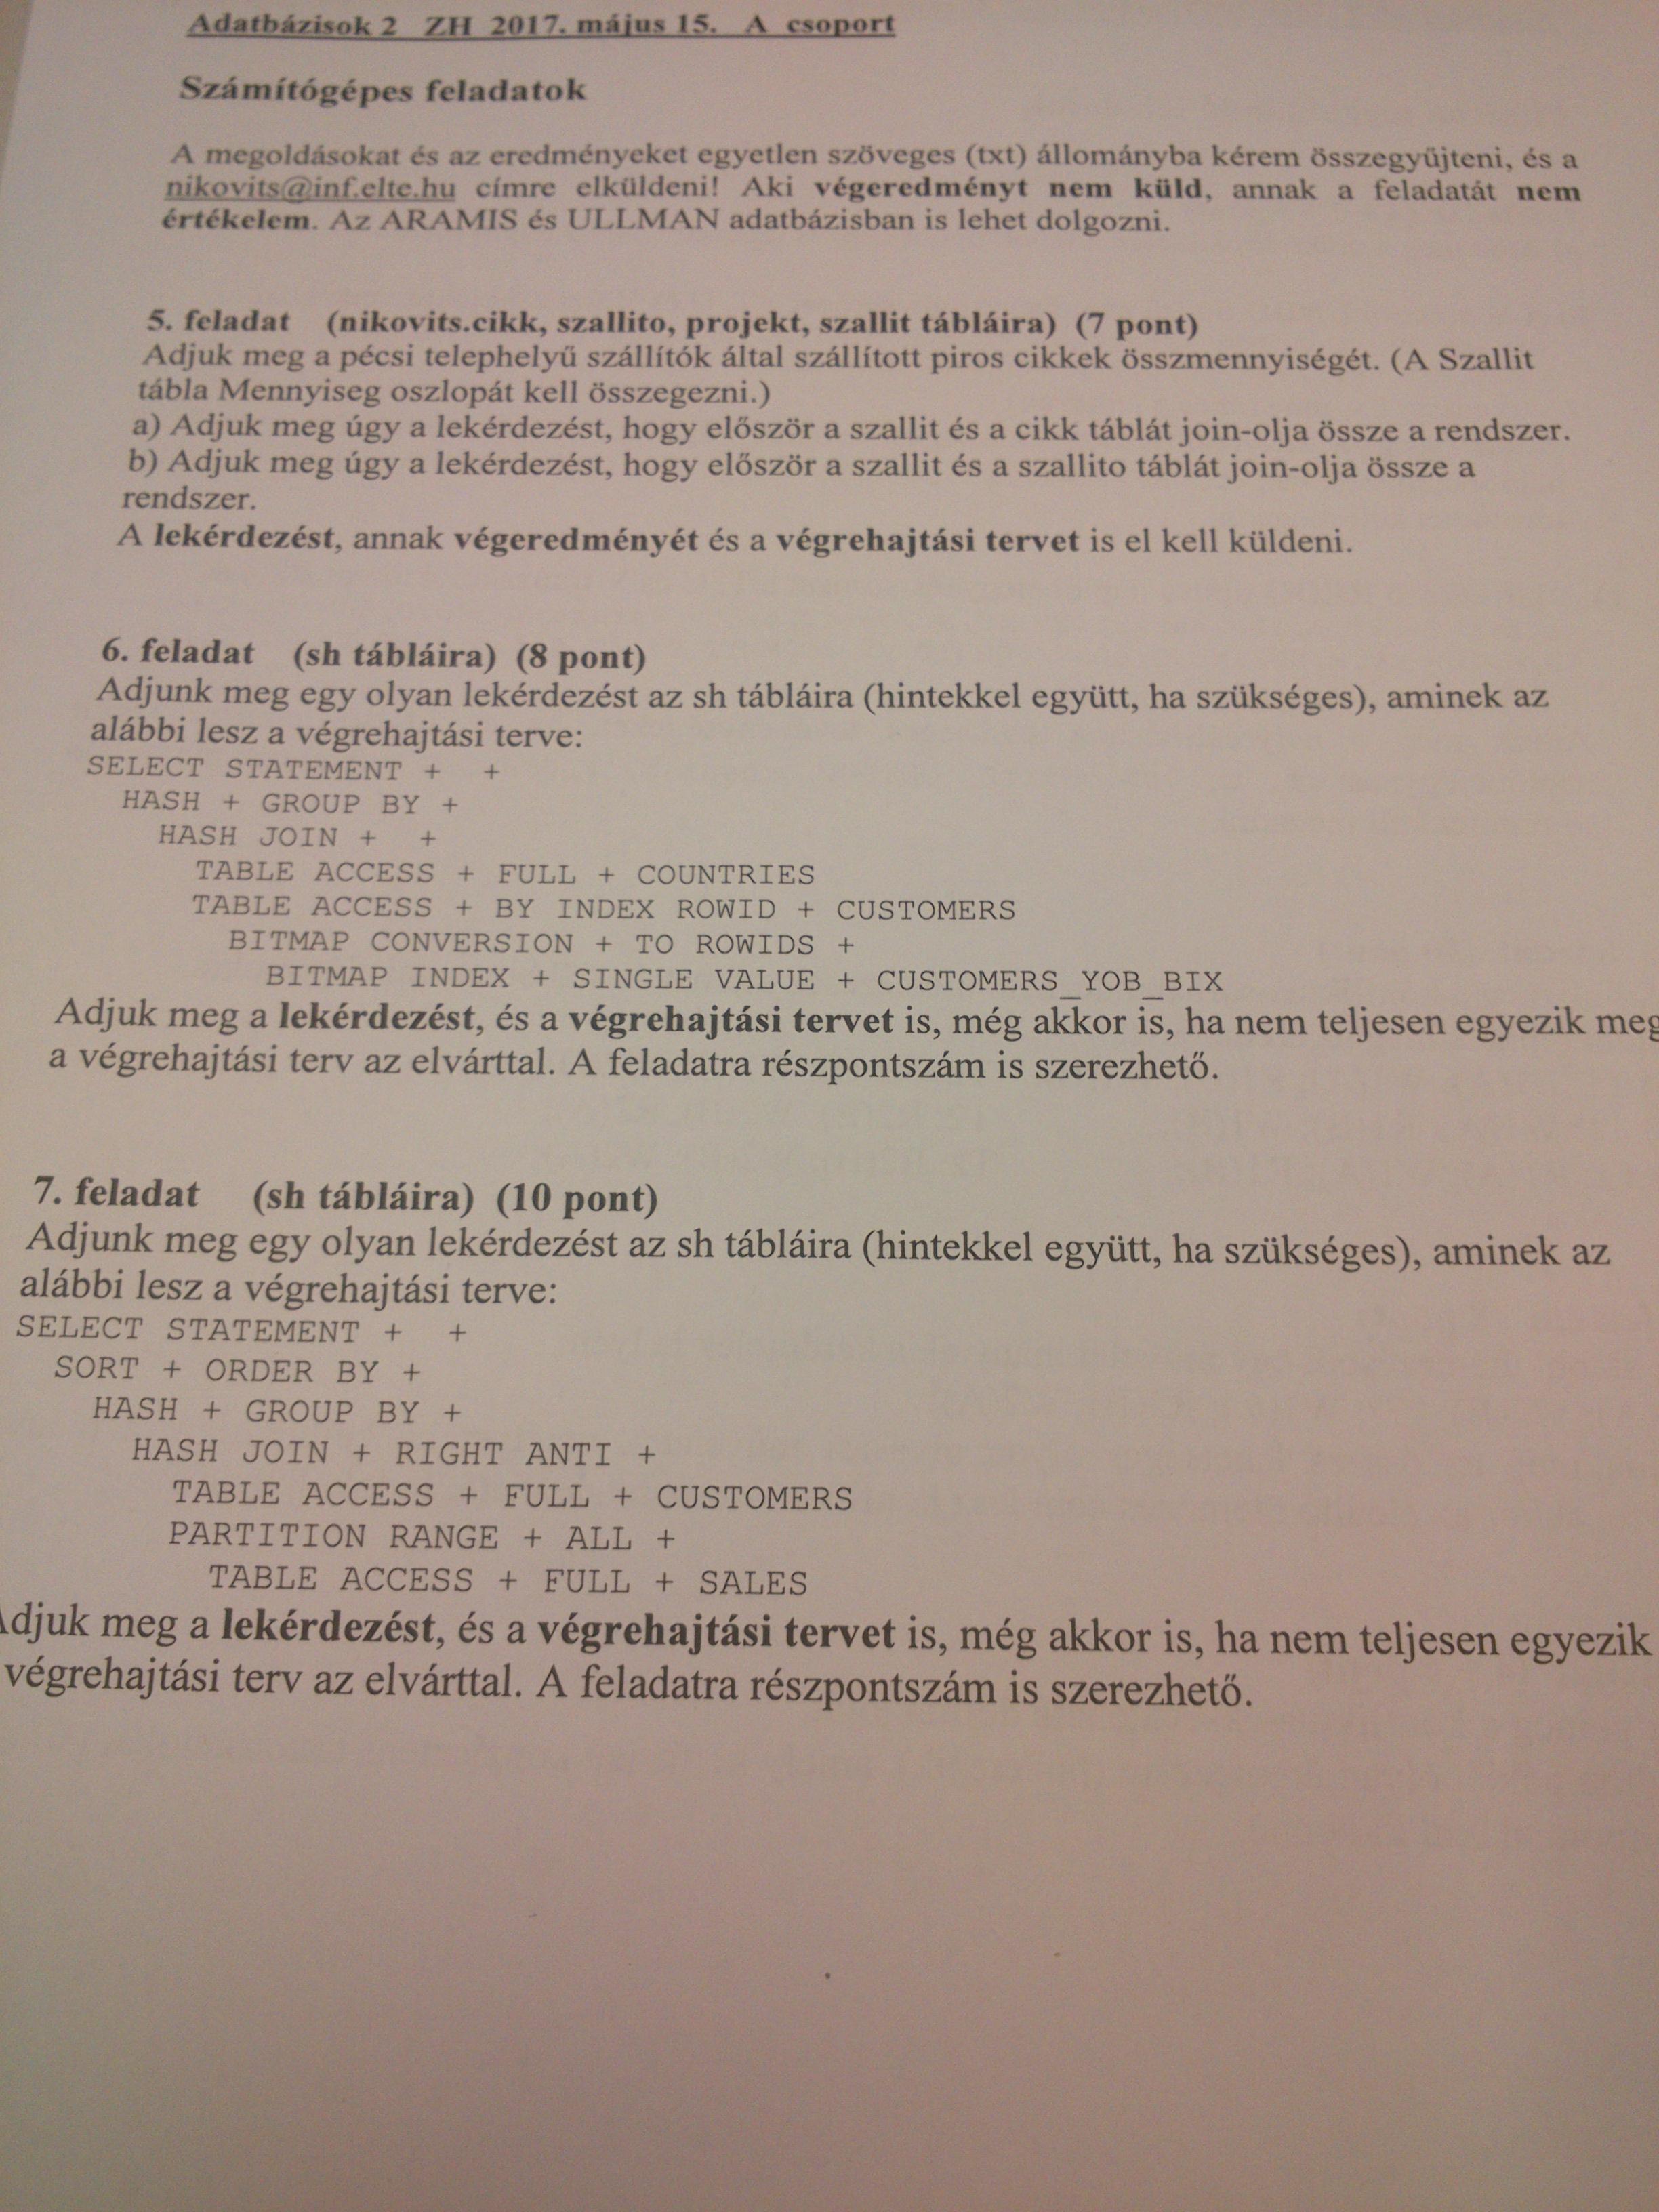 Adatbázisok 2 ZH 2017. május 15. A csoport
Számítógépes feladatok
A megoldásokat és az eredményeket egyetlen szöveges (txt) állományba kérem összegyűjteni, és a
nikovits@inf.elte.hu címre elküldeni! Aki végeredményt nem küld, annak a feladatát nem
értékelem. Az ARAMIS és ULLMAN adatbázisban is lehet dolgozni.
5. feladat (nikovits.cikk, szallito, projekt, szallit tábláira) (7 pont)
Adjuk meg a pécsi telephelyű szállítók által szállított piros cikkek összmennyiségét. (A Szallit
tábla Mennyiseg oszlopát kell összegezni.)
a) Adjuk meg úgy a lekérdezést, hogy először a szallit és a cikk táblát join-olja össze a rendszer.
b) Adjuk meg úgy a lekérdezést, hogy először a szallit és a szallito táblát join-olja össze a
rendszer.
A lekérdezést, annak végeredményét és a végrehajtási tervet is el kell küldeni.
6. feladat (sh tábláira) (8 pont)
Adjunk meg egy olyan lekérdezést az sh tábláira (hintekkel együtt, ha szükséges), aminek az
alábbi lesz a végrehajtási terve:
SELECT STATEMENT + +
HASH + GROUP BY +
HASH JOIN + +
TABLE ACCESS + FULL + COUNTRIES
TABLE ACCESS + BY INDEX ROWID + CUSTOMERS
BITMAP CONVERSION + TO ROWIDS +
BITMAP INDEX + SINGLE VALUE + CUSTOMERS_YOB_BIX
Adjuk meg a lekérdezést, és a végrehajtási tervet is, még akkor is, ha nem teljesen egyezik meg
a végrehajtási terv az elvárttal. A feladatra részpontszám is szerezhető.
7. feladat (sh tábláira) (10 pont)
Adjunk meg egy olyan lekérdezést az sh tábláira (hintekkel együtt, ha szükséges), aminek az
alábbi lesz a végrehajtási terve:
SELECT STATEMENT + +
SORT + ORDER BY +
HASH + GROUP BY +
HASH JOIN + RIGHT ANTI +
TABLE ACCESS + FULL + CUSTOMERS
PARTITION RANGE + ALL +
TABLE ACCESS + FULL + SALES
Adjuk meg a lekérdezést, és a végrehajtási tervet is, még akkor is, ha nem teljesen egyezik
végrehajtási terv az elvárttal. A feladatra részpontszám is szerezhető.